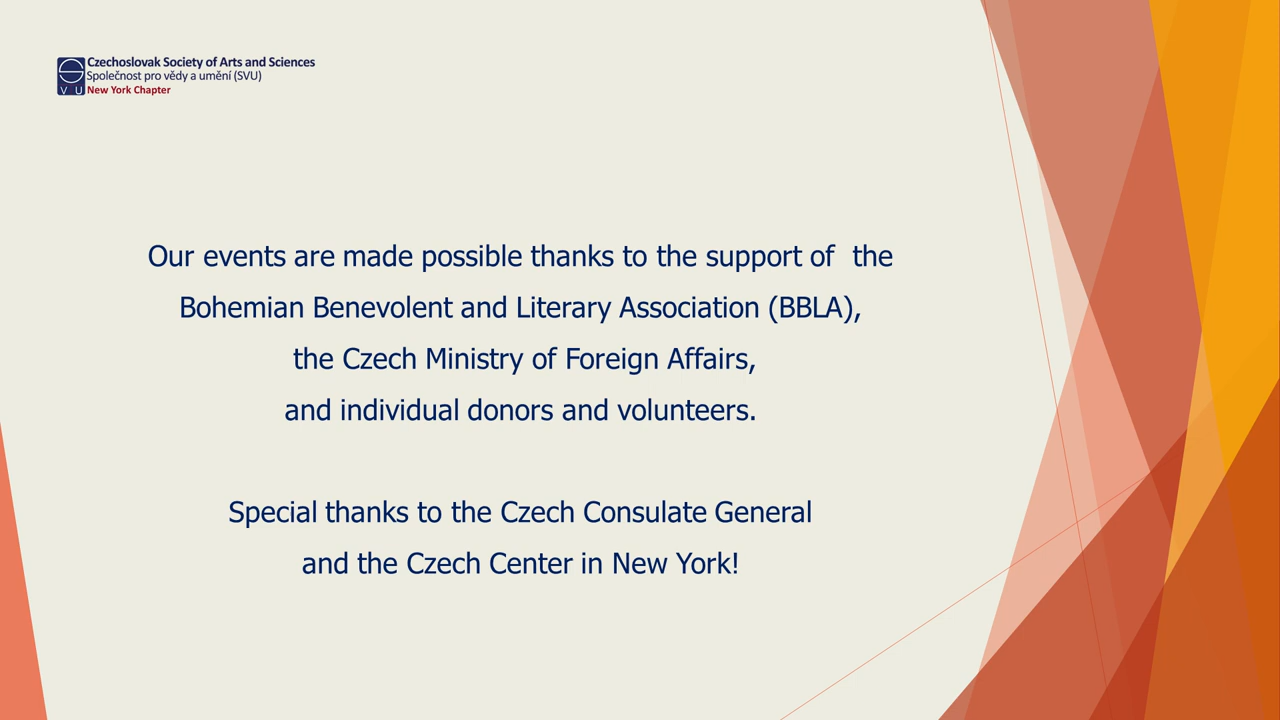 Czechoslovak Society of Arts and Sciences
Společnost pro vědy a umění (SVU)
S
V U New York Chapter
Our events are made possible thanks to the support of the
Bohemian Benevolent and Literary Association (BBLA),
the Czech Ministry of Foreign Affairs,
and individual donors and volunteers.
Special thanks to the Czech Consulate General
and the Czech Center in New York!